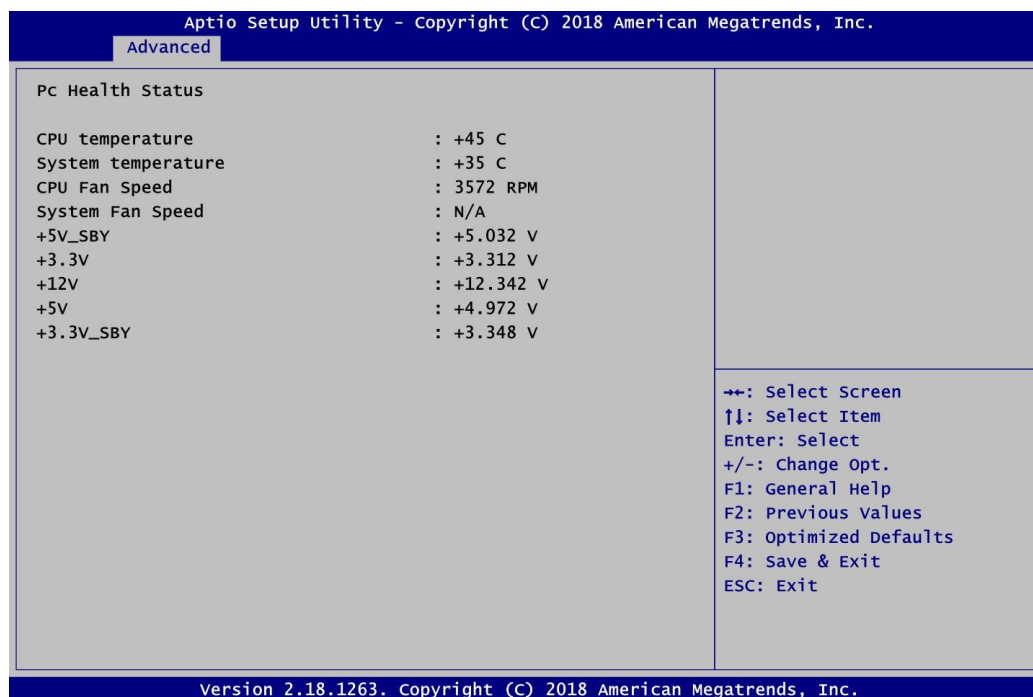 Aptio Setup Utility - Copyright (C) 2018 American Megatrends, Inc.
Advanced
Pc Health Status
CPU temperature : +45 C
System temperature : +35 C
CPU Fan Speed : 3572 RPM
System Fan Speed : N/A
+5V_SBY : +5.032 V
+3.3V : +3.312 V
+12V : +12.342 V
+5V : +4.972 V
+3.3V_SBY : +3.348 V
→←: Select Screen
↑↓: Select Item
Enter: Select
+/-: Change Opt.
F1: General Help
F2: Previous Values
F3: Optimized Defaults
F4: Save & Exit
ESC: Exit
Version 2.18.1263. Copyright (C) 2018 American Megatrends, Inc.